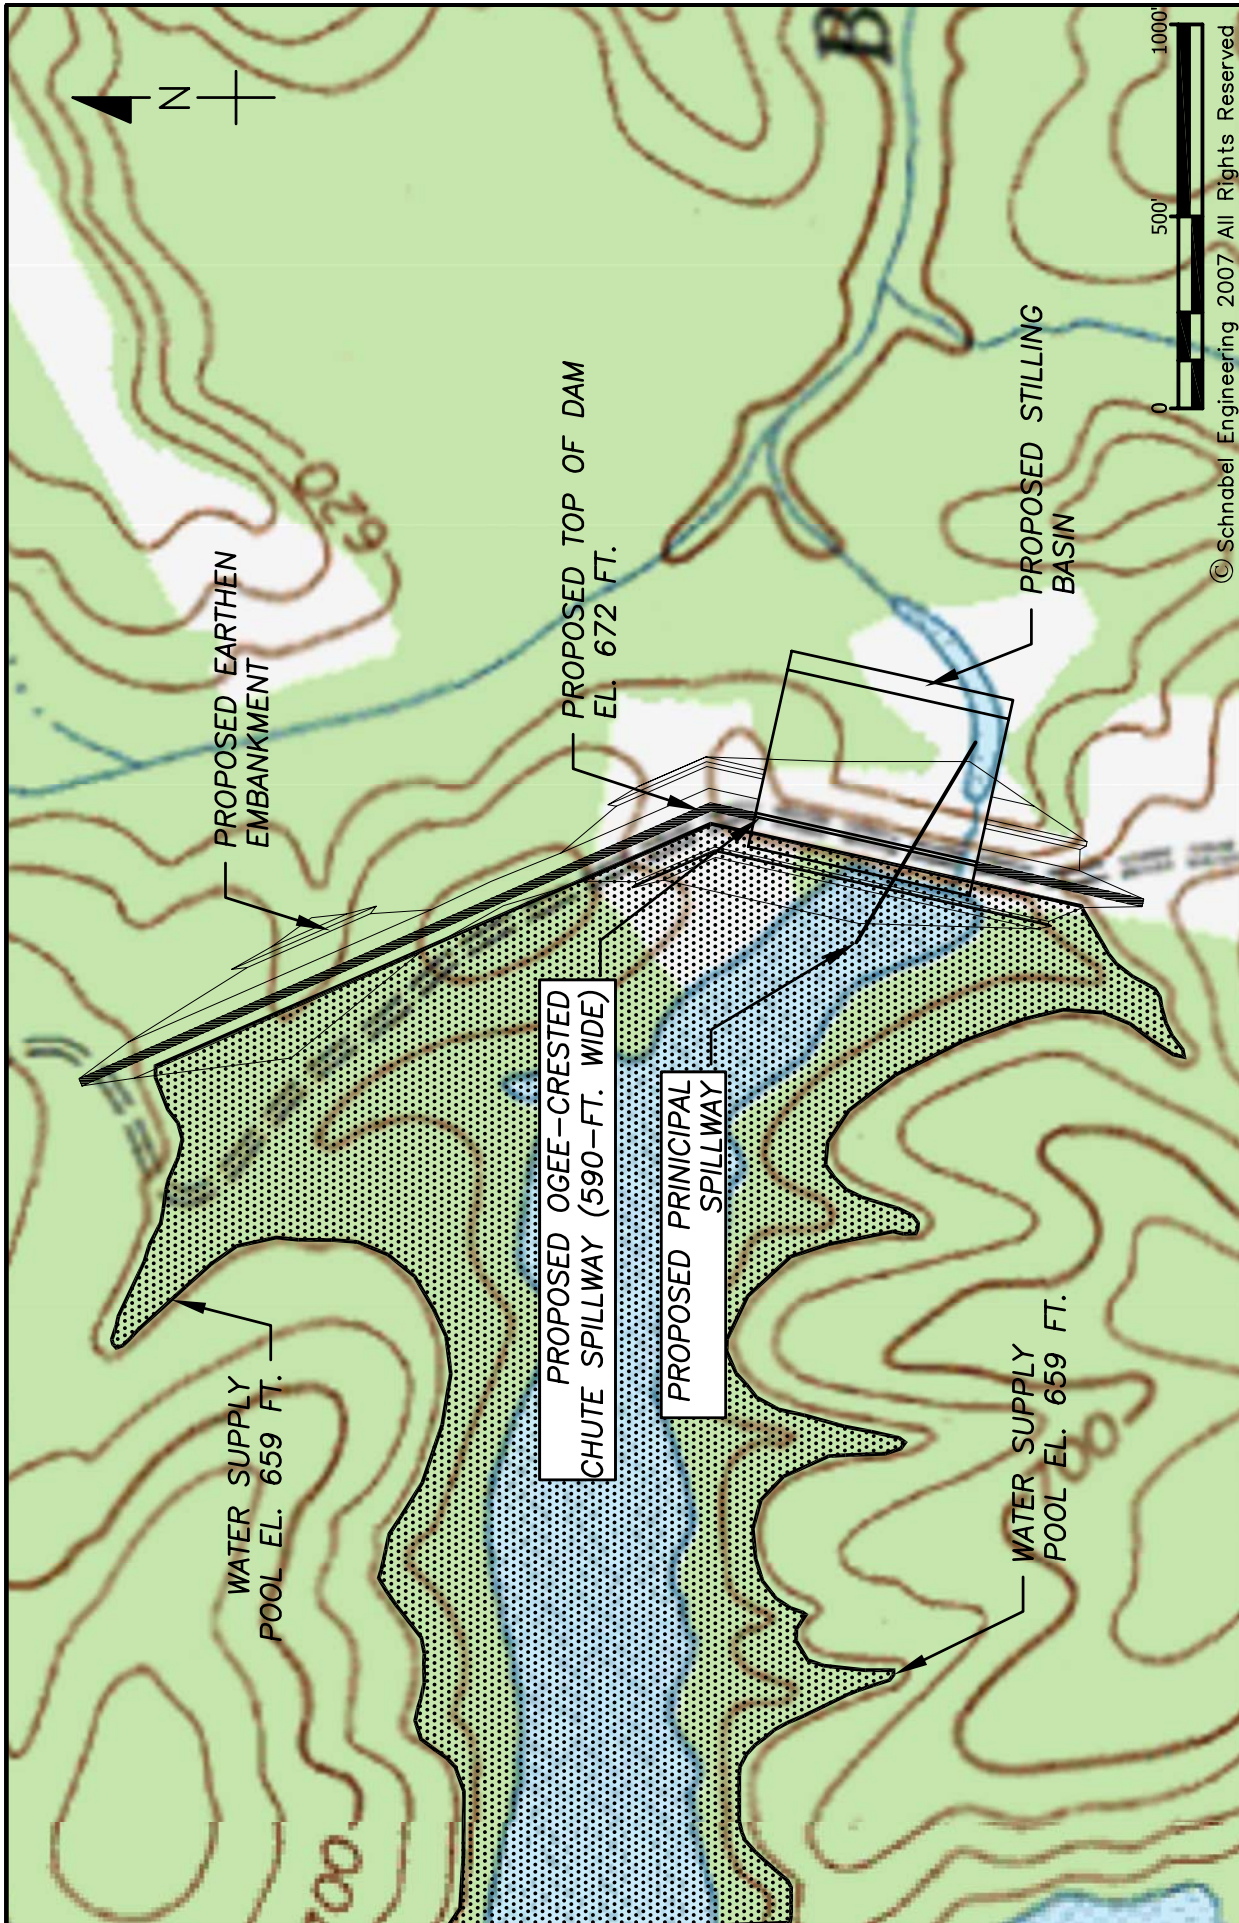 N
B
620
PROPOSED EARTHEN
EMBANKMENT
PROPOSED TOP OF DAM
EL. 672 FT.
PROPOSED STILLING
BASIN
PROPOSED OGEE-CRESTED
CHUTE SPILLWAY (590-FT. WIDE)
PROPOSED PRINICIPAL
SPILLWAY
WATER SUPPLY
POOL EL. 659 FT.
WATER SUPPLY
POOL EL. 659 FT.
0 500' 1000'
© Schnabel Engineering 2007 All Rights Reserved